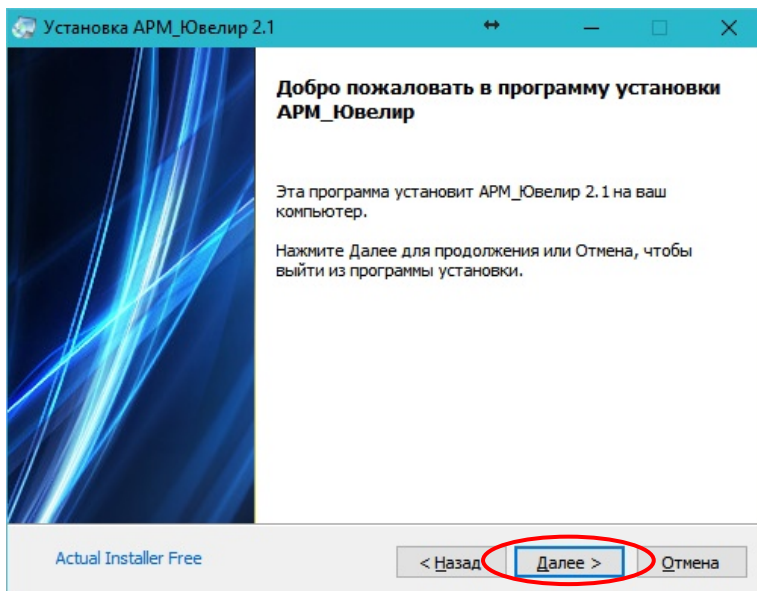 Установка АРМ_Ювелир 2.1
Добро пожаловать в программу установки
АРМ_Ювелир
Эта программа установит АРМ_Ювелир 2.1 на ваш
компьютер.
Нажмите Далее для продолжения или Отмена, чтобы
выйти из программы установки.
Actual Installer Free
< Назад
Далее >
Отмена